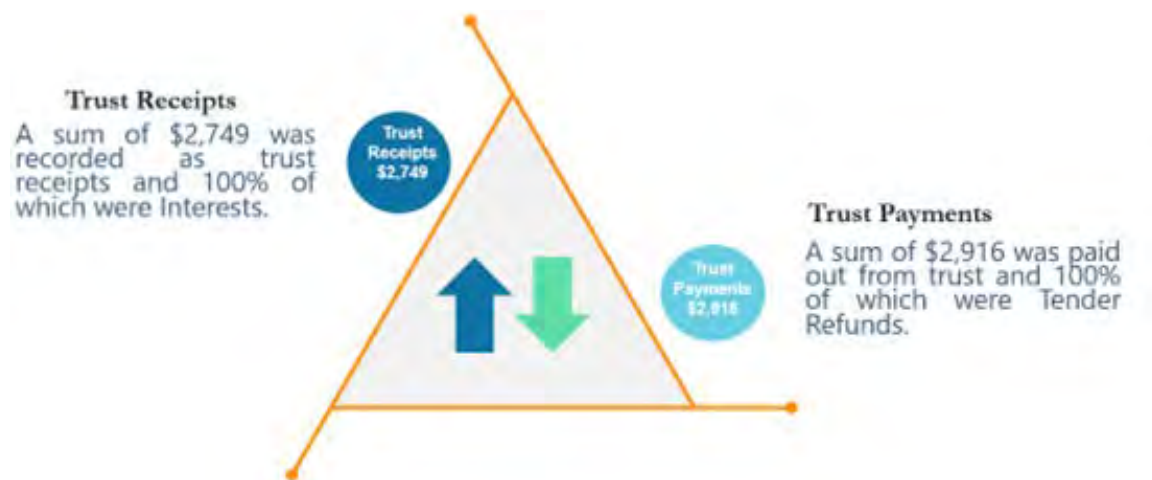 Trust Receipts
A sum of $2,749 was
recorded as trust
receipts and 100% of
which were Interests.
Trust
Receipts
$2,749
Trust Payments
A sum of $2,916 was paid
out from trust and 100%
of which were Tender
Refunds.
Trust
Payments
$2,916